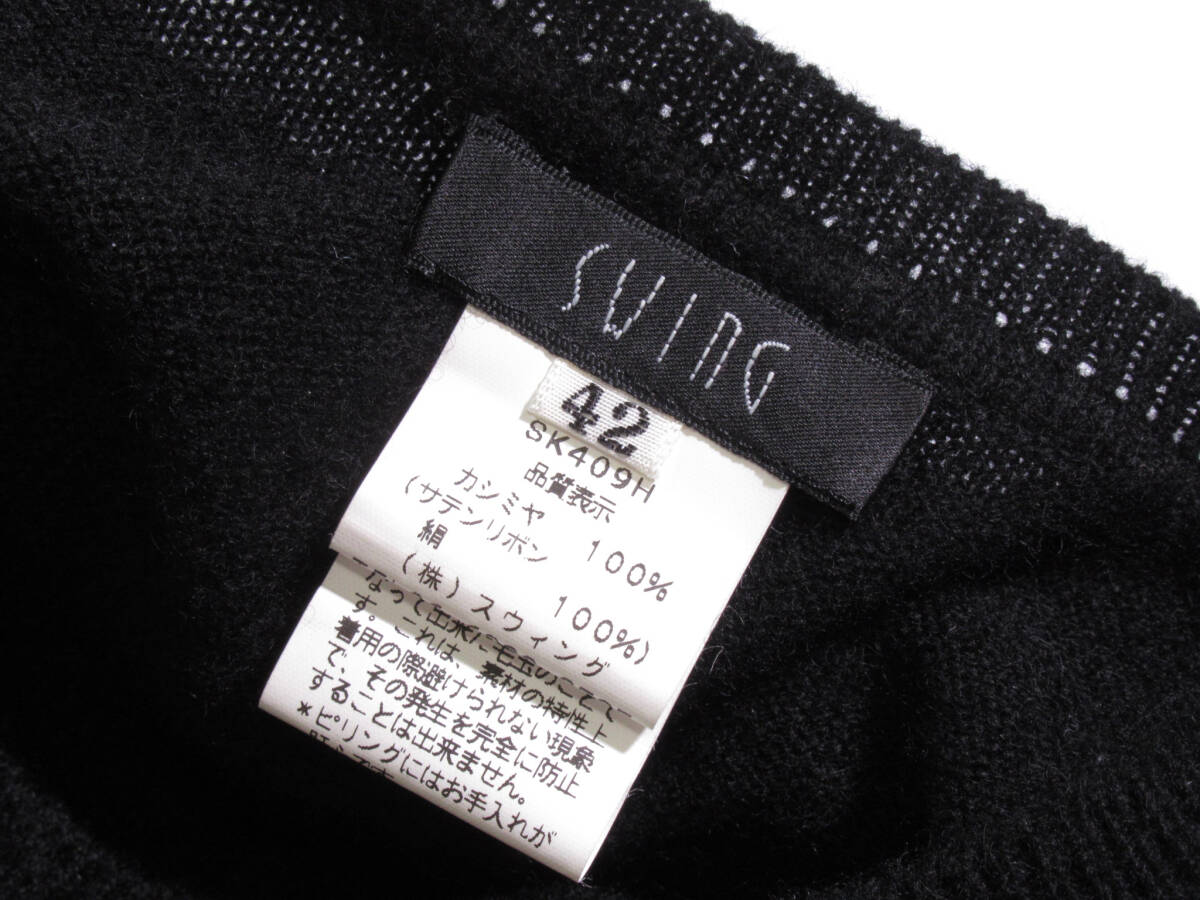 SWING
42
SK409H
品質表示
カシミヤ 100%
(サテンリボン
絹 100%)
(株)スウィング
なって出来に毛玉のことで
す。これは、素材の特性上
着用の際避けられない現象
で、その発生を完全に防止
することは出来ません。
*ピリングにはお手入れが